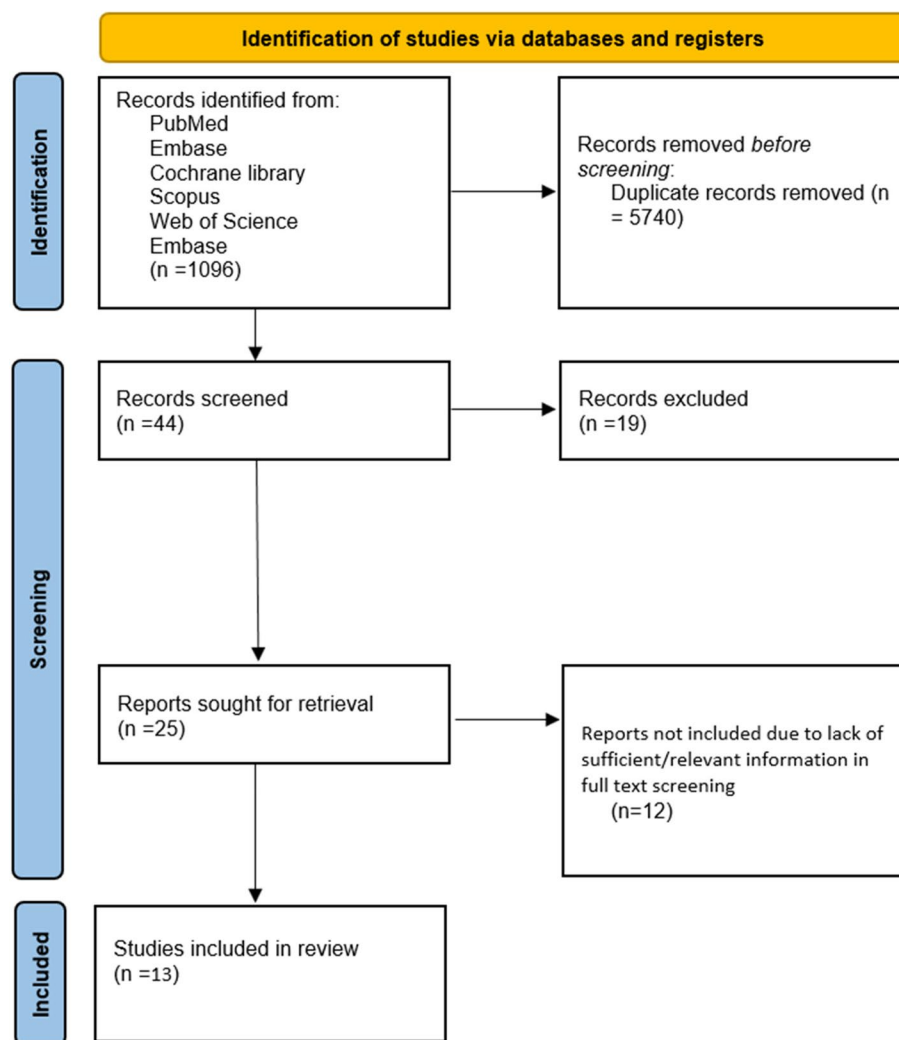 Identification of studies via databases and registers
Identification
Records identified from:
PubMed
Embase
Cochrane library
Scopus
Web of Science
Embase
(n =1096)
Records removed before
screening:
Duplicate records removed (n
= 5740)
Screening
Records screened
(n =44)
Records excluded
(n =19)
Reports sought for retrieval
(n =25)
Reports not included due to lack of
sufficient/relevant information in
full text screening
(n=12)
Included
Studies included in review
(n =13)